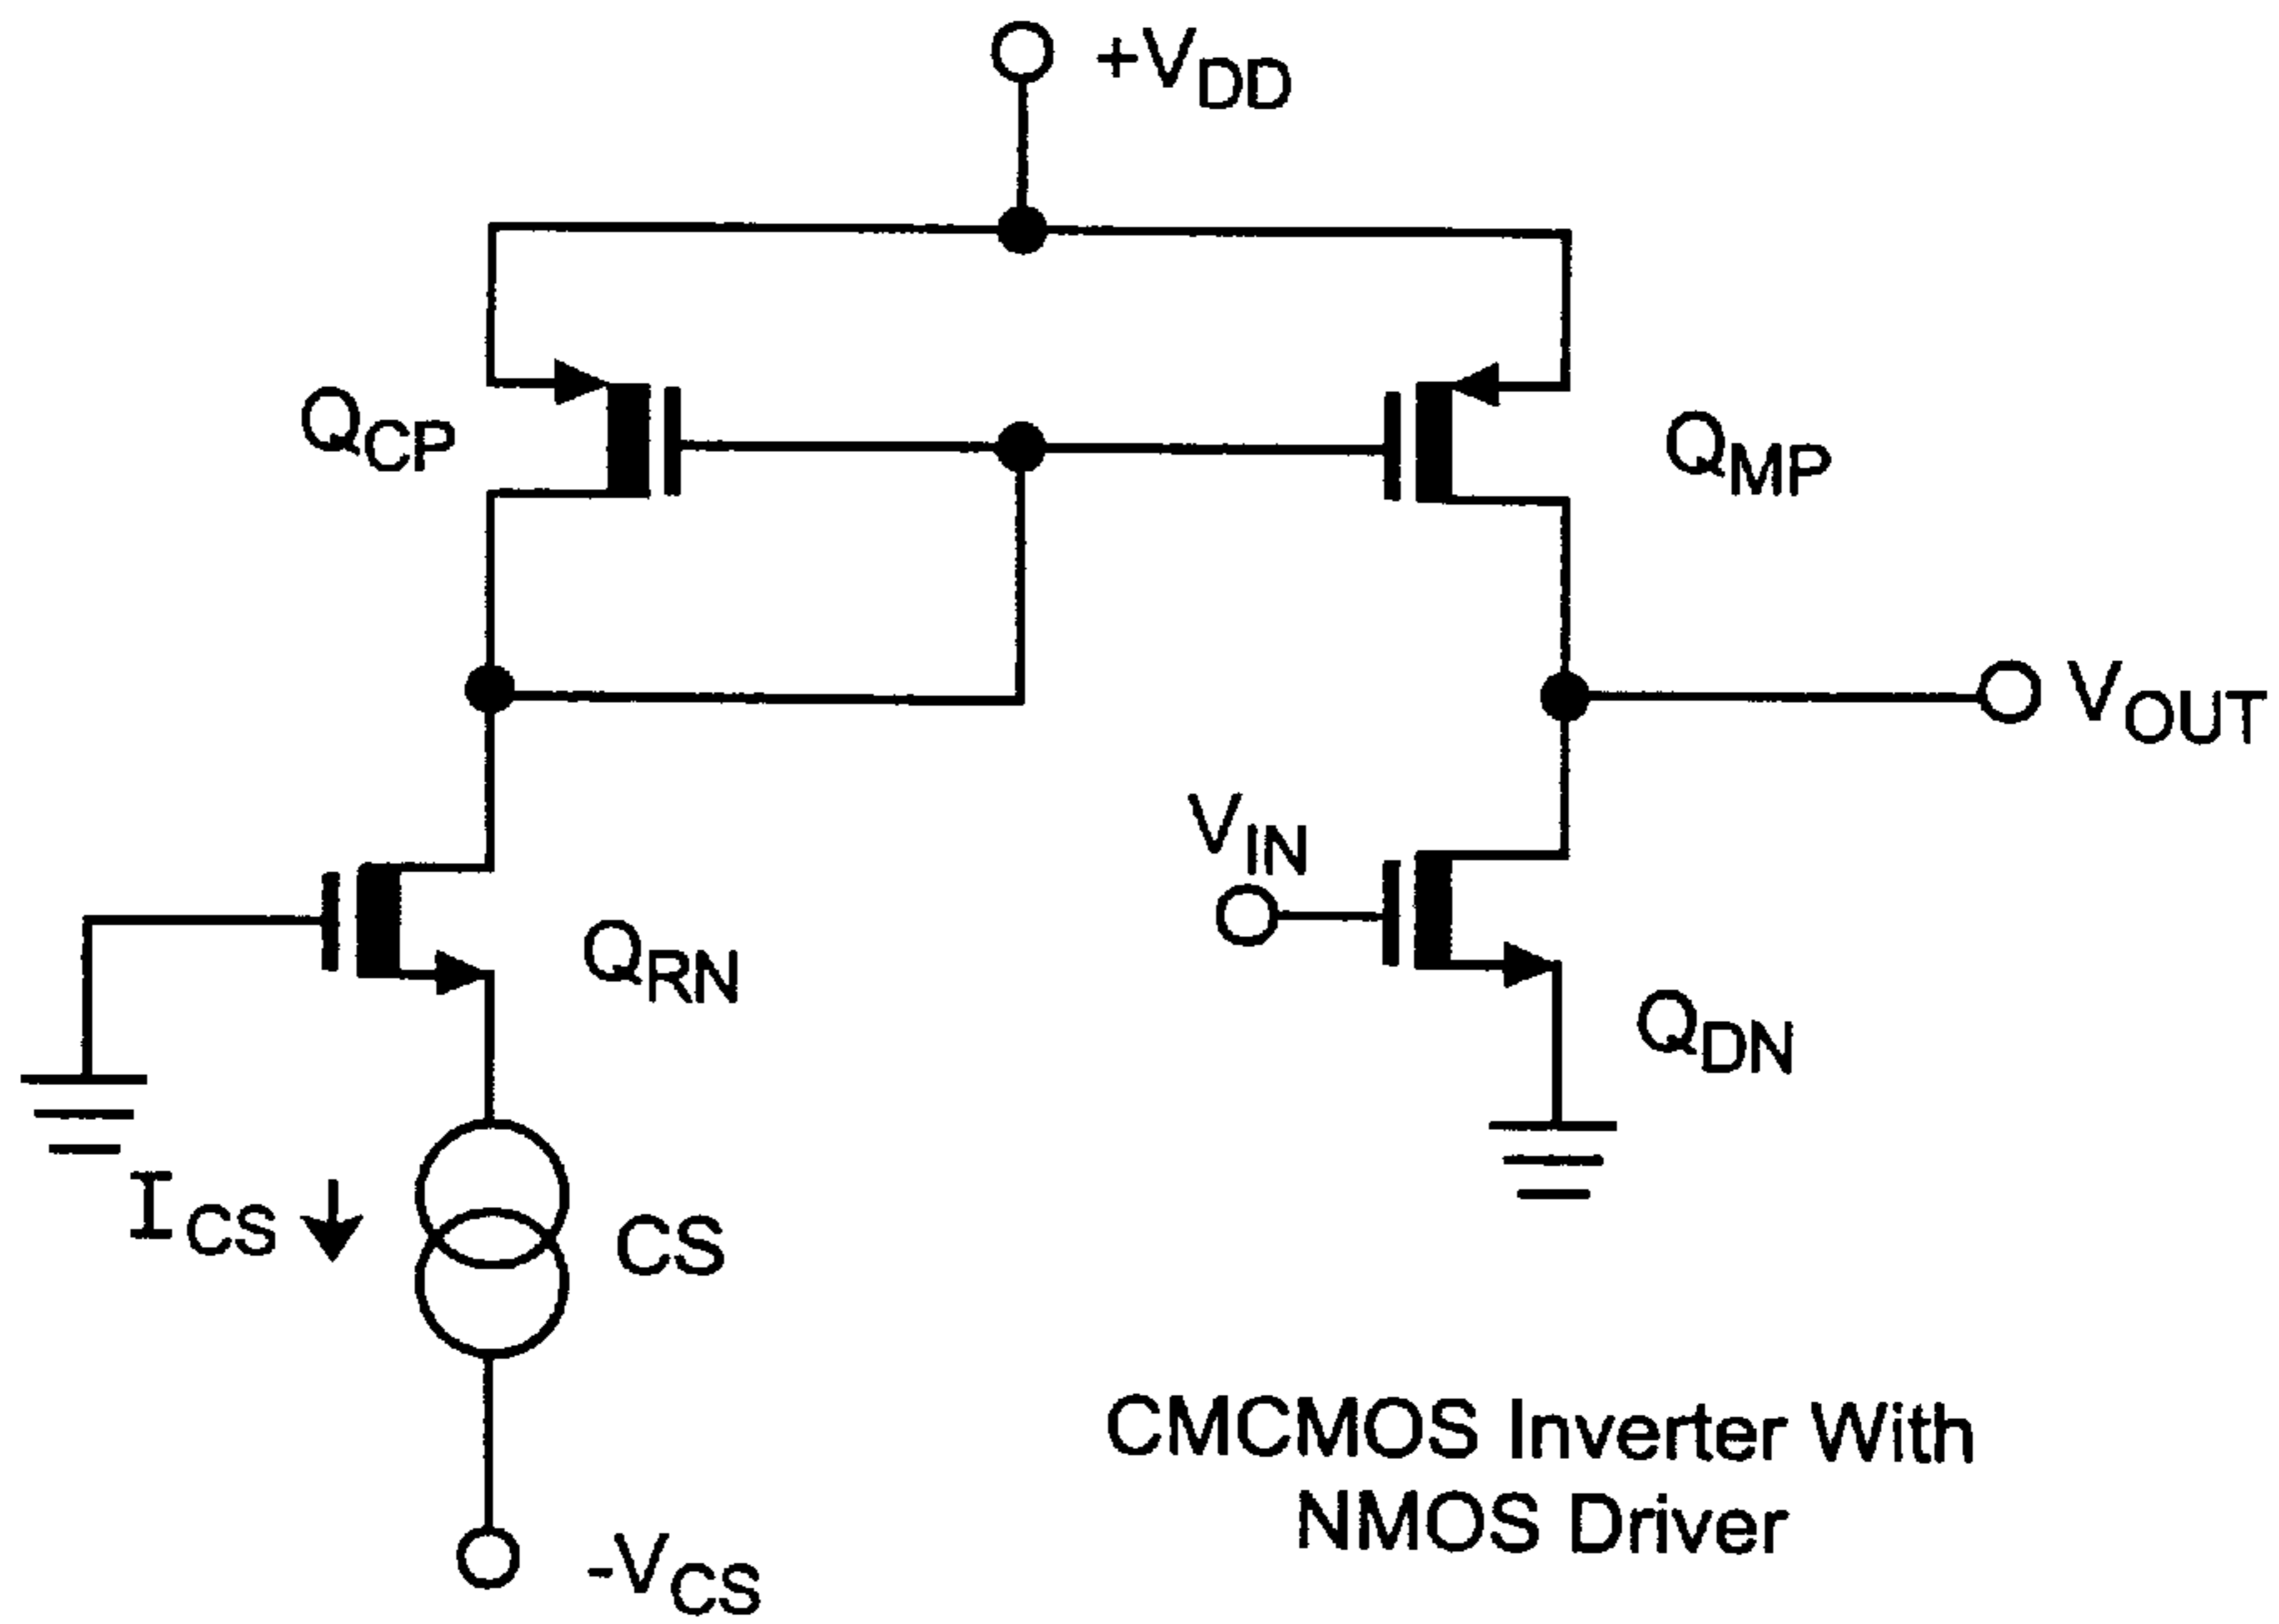 +VDD
QCP
QMP
VOUT
VIN
QRN
QDN
ICS
CS
-VCS
CMCMOS Inverter With
NMOS Driver